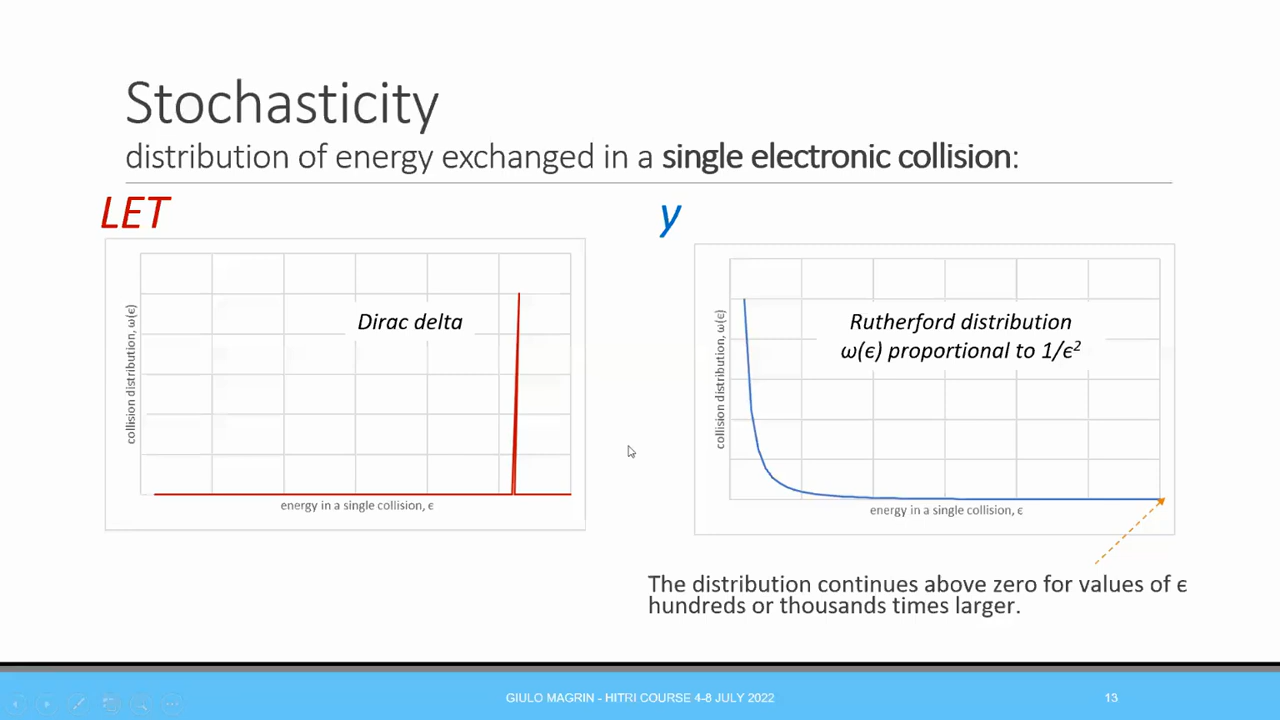 Stochasticity
distribution of energy exchanged in a single electronic collision:
LET
y
collision distribution, ω(ϵ)
Dirac delta
energy in a single collision, ϵ
collision distribution, ω(ϵ)
Rutherford distribution
ω(ϵ) proportional to 1/ϵ²
energy in a single collision, ϵ
The distribution continues above zero for values of ϵ
hundreds or thousands times larger.
GIULO MAGRIN - HITRI COURSE 4-8 JULY 2022
13